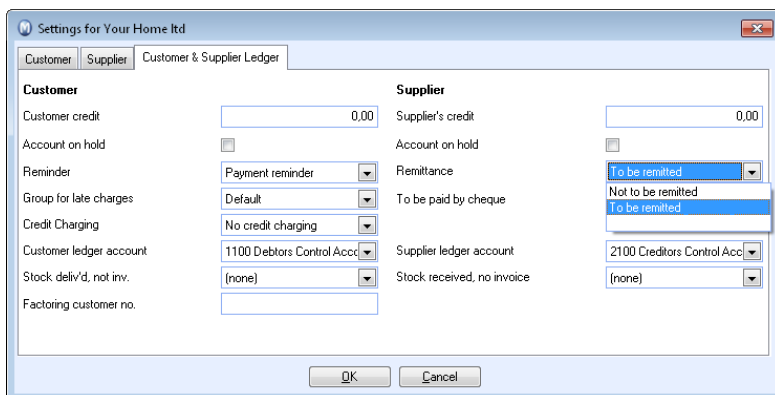 Settings for Your Home ltd
Customer Supplier Customer & Supplier Ledger
Customer
Customer credit 0,00
Account on hold
Reminder Payment reminder
Group for late charges Default
Credit Charging No credit charging
Customer ledger account 1100 Debtors Control Acc
Stock deliv'd, not inv. (none)
Factoring customer no.
Supplier
Supplier's credit 0,00
Account on hold
Remittance To be remitted
Not to be remitted
To be remitted
To be paid by cheque
Supplier ledger account 2100 Creditors Control Acc
Stock received, no invoice (none)
OK Cancel